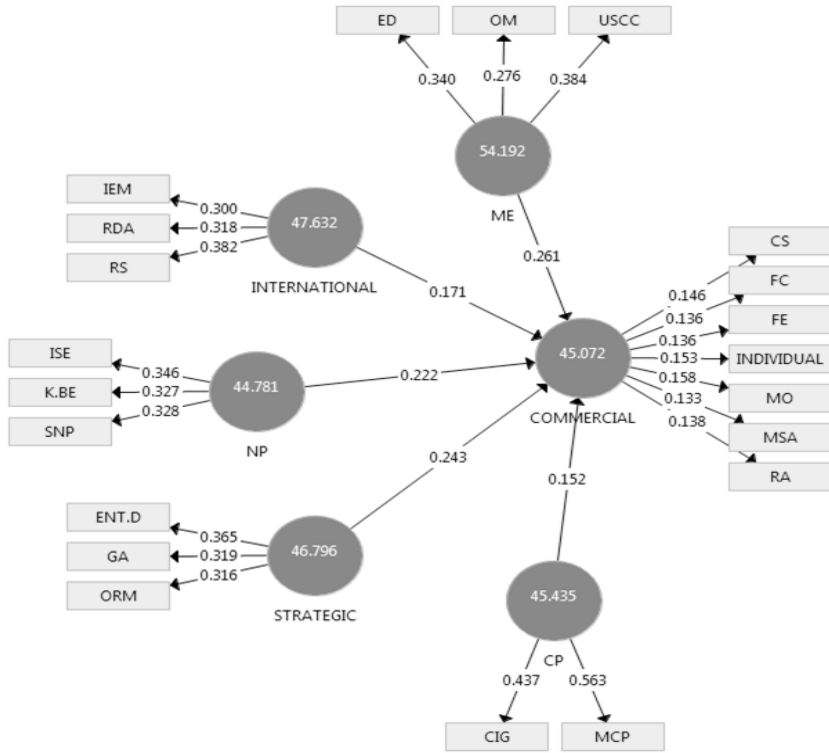 ED
OM
USCC
0.340
0.276
0.384
54.192
ME
IEM
RDA
RS
0.300
0.318
0.382
47.632
INTERNATIONAL
0.261
0.171
CS
FC
FE
INDIVIDUAL
MO
MSA
RA
0.146
0.136
0.136
0.153
0.158
0.133
0.138
45.072
COMMERCIAL
ISE
K.BE
SNP
0.346
0.327
0.328
44.781
NP
0.222
0.243
0.152
ENT.D
GA
ORM
0.365
0.319
0.316
46.796
STRATEGIC
45.435
CP
0.437
0.563
CIG
MCP